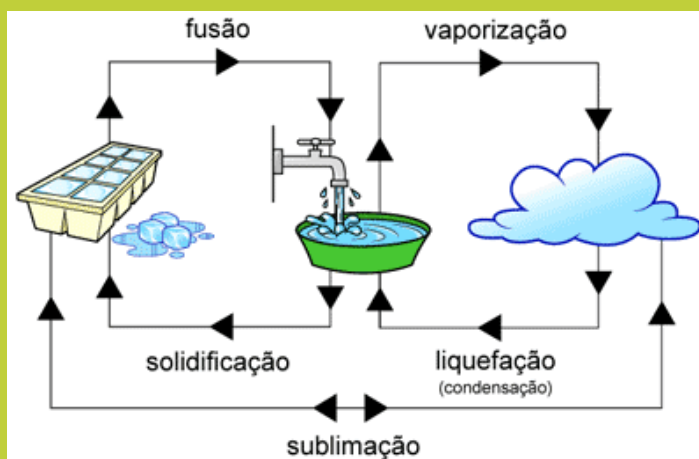 fusão
vaporização
solidificação
liquefação
(condensação)
sublimação